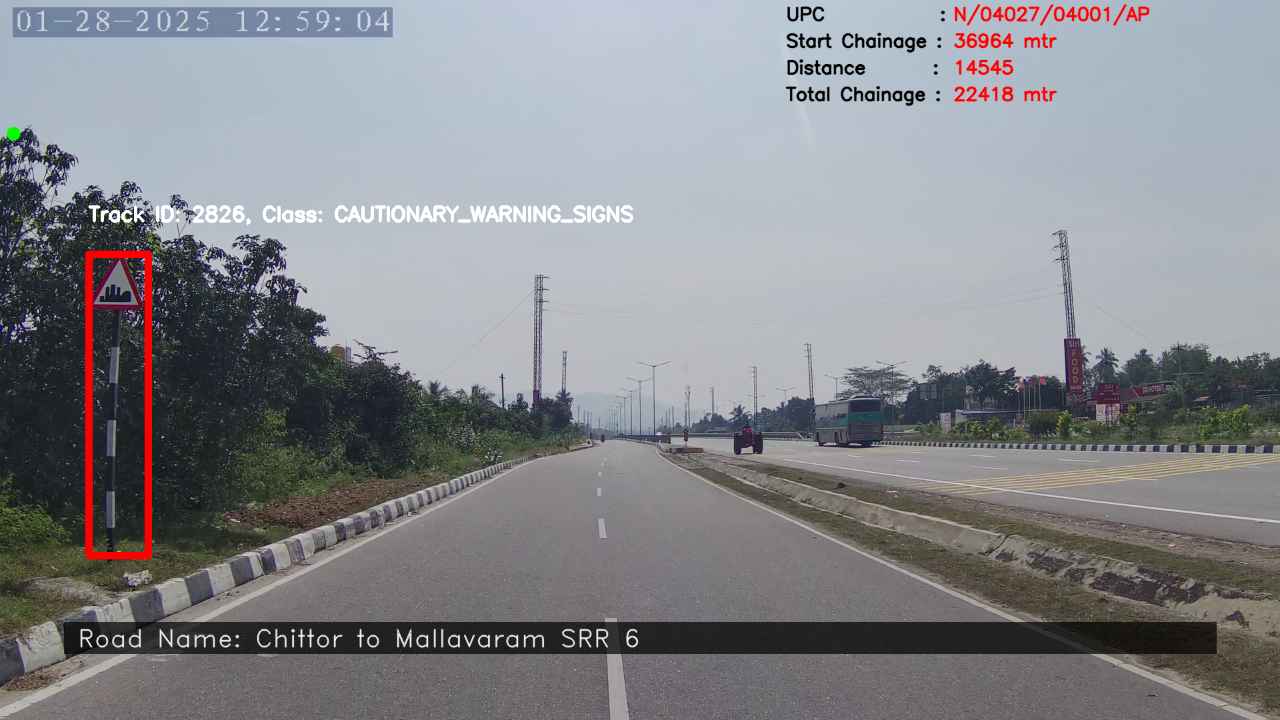 01-28-2025 12:59:04
UPC : N/04027/04001/AP
Start Chainage : 36964 mtr
Distance : 14545
Total Chainage : 22418 mtr
Track ID: 2826, Class: CAUTIONARY_WARNING_SIGNS
FOOD
Road Name: Chittor to Mallavaram SRR 6